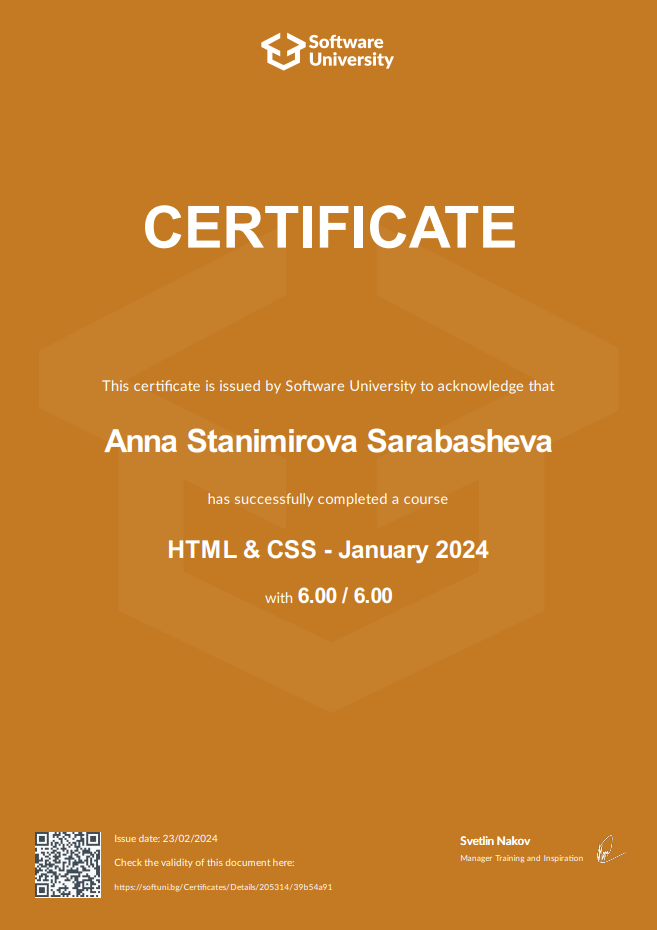 Software
University
CERTIFICATE
This certificate is issued by Software University to acknowledge that
Anna Stanimirova Sarabasheva
has successfully completed a course
HTML & CSS - January 2024
with 6.00 / 6.00
Issue date: 23/02/2024
Check the validity of this document here:
https://softuni.bg/Certificates/Details/205314/39b54a91
Svetlin Nakov
Manager Training and Inspiration